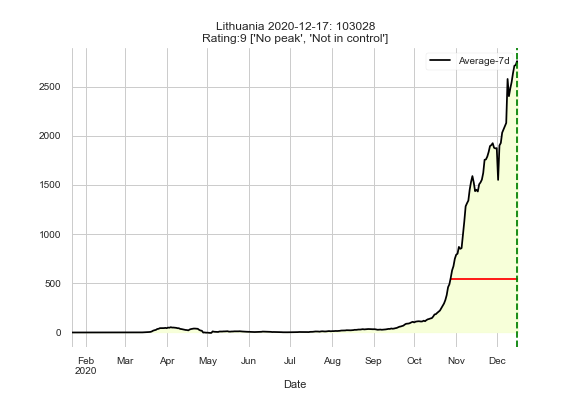 Lithuania 2020-12-17: 103028
Rating:9 ['No peak', 'Not in control']
Average-7d
2500
2000
1500
1000
500
0
Feb Mar Apr May Jun Jul Aug Sep Oct Nov Dec
2020
Date